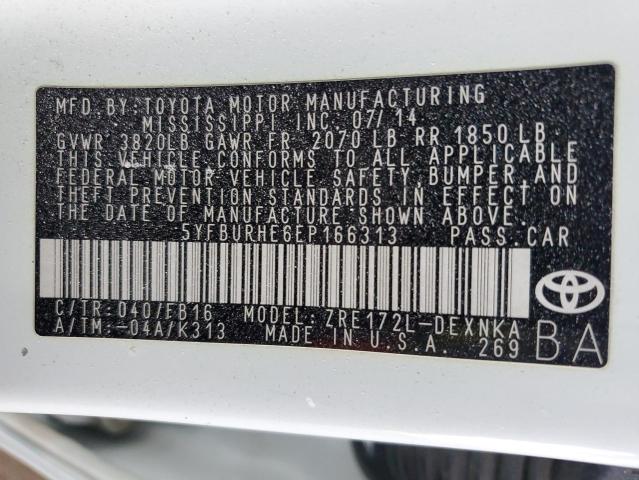 MFD.BY:TOYOTA MOTOR MANUFACTURING
MISSISSIPPI INC. 07/14
GVWR 3820LB GAWR FR 2070 LB RR 1850 LB
THIS VEHICLE CONFORMS TO ALL APPLICABLE
FEDERAL MOTOR VEHICLE SAFETY, BUMPER, AND
THEFT PREVENTION STANDARDS IN EFFECT ON
THE DATE OF MANUFACTURE SHOWN ABOVE.
5YFBURHE6EP166313 PASS.CAR
C/TR: 040/FB16 MODEL: ZRE172L-DEXNKA
A/TM:-04A/K313 MADE IN U.S.A. 269
BA